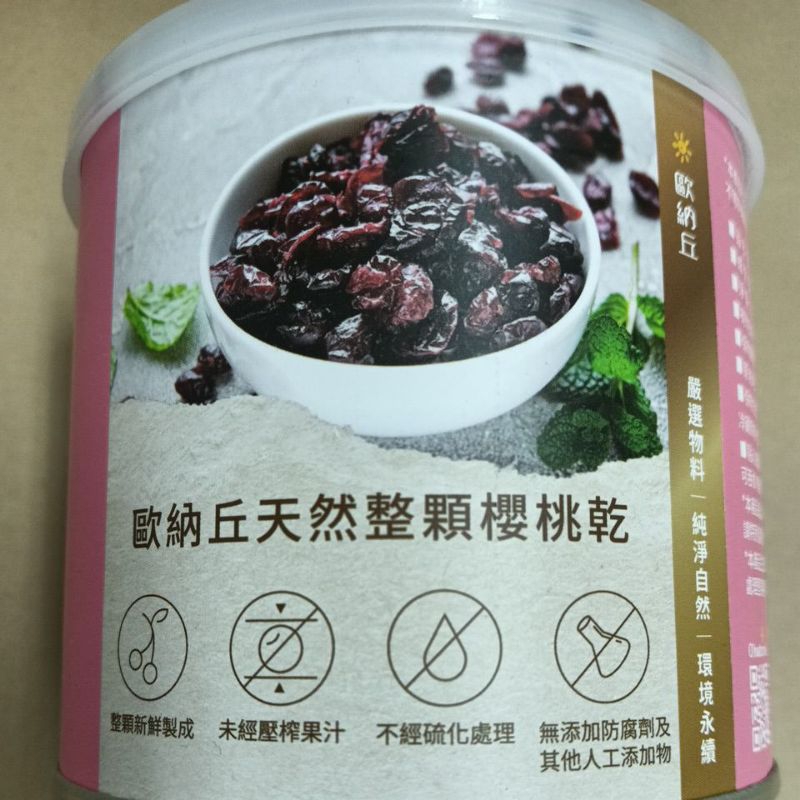 歐納丘
嚴選物料｜純淨自然｜環境永續
歐納丘天然整顆櫻桃乾
整顆新鮮製成
未經壓榨果汁
不經硫化處理
無添加防腐劑及
其他人工添加物